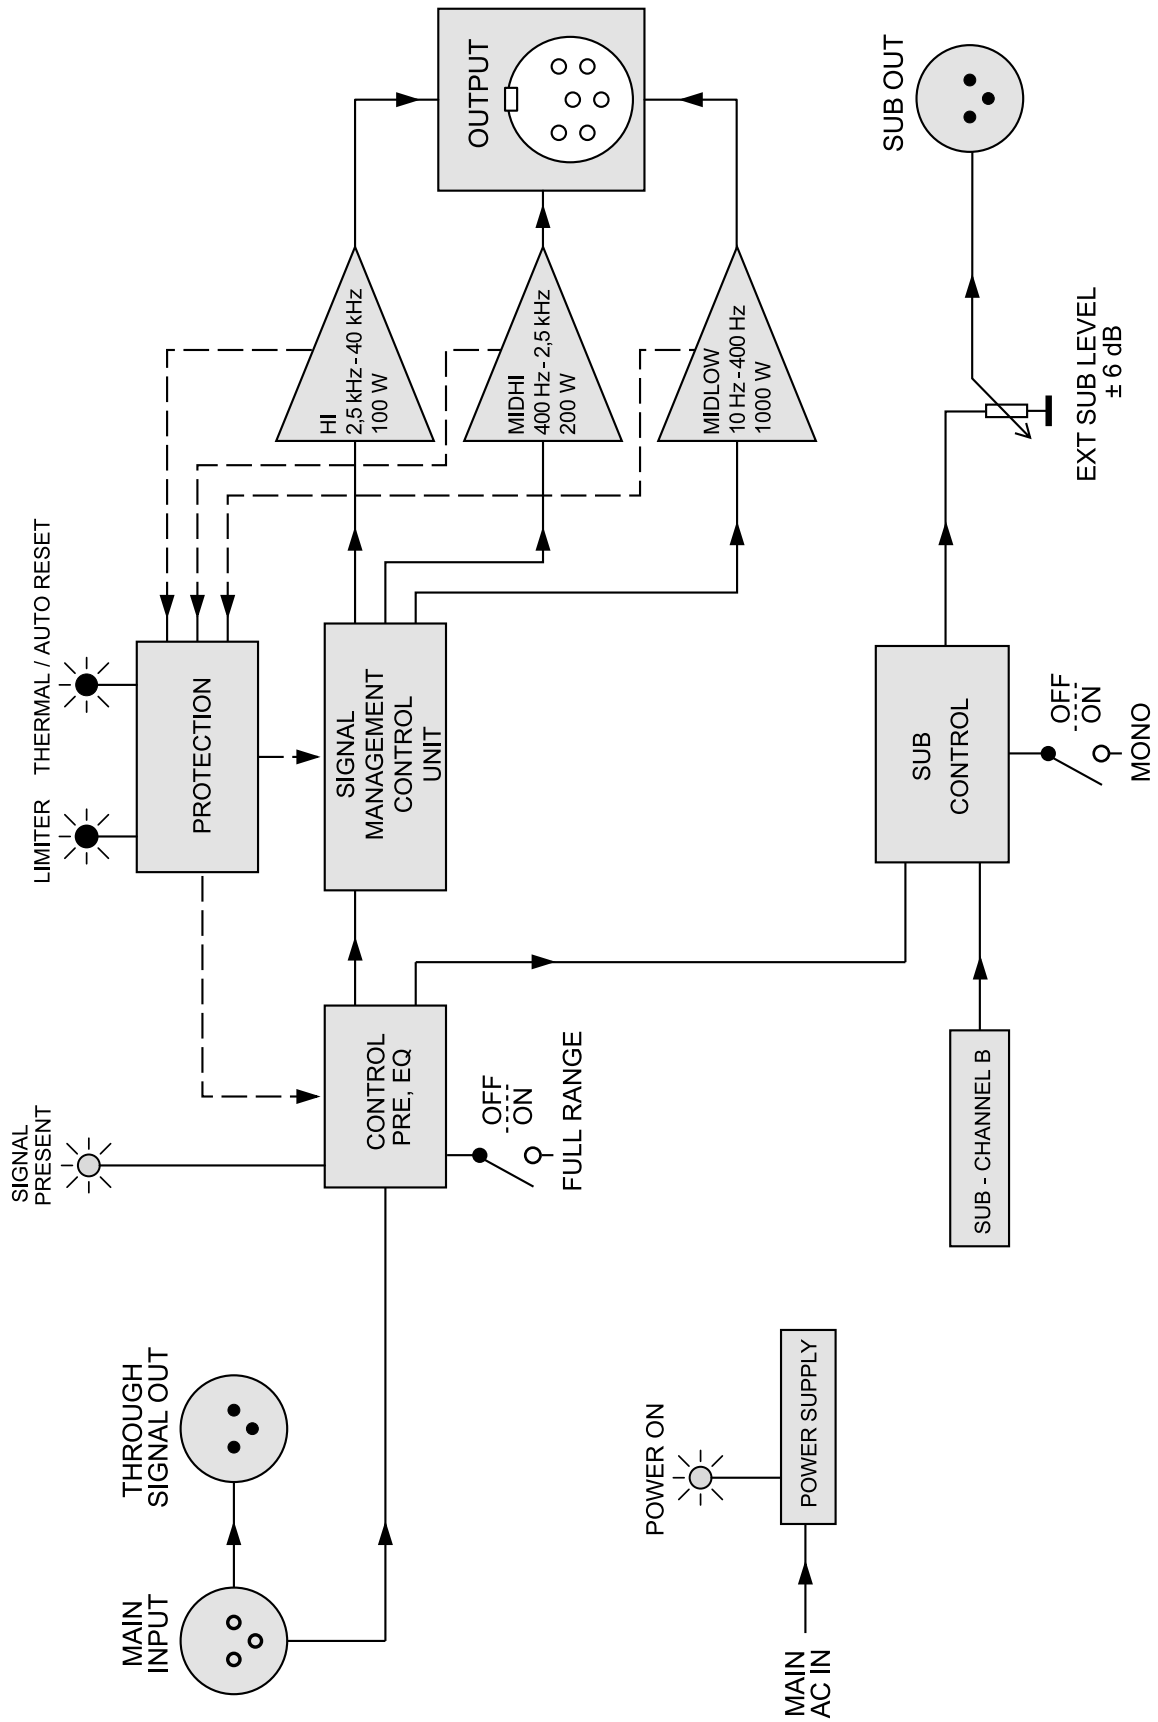 MAIN
INPUT
THROUGH
SIGNAL OUT
SIGNAL
PRESENT
CONTROL
PRE, EQ
OFF
ON
FULL RANGE
LIMITER
THERMAL / AUTO RESET
PROTECTION
SIGNAL
MANAGEMENT
CONTROL
UNIT
HI
2,5 kHz - 40 kHz
100 W
MIDHI
400 Hz - 2,5 kHz
200 W
MIDLOW
10 Hz - 400 Hz
1000 W
OUTPUT
MAIN
AC IN
POWER ON
POWER SUPPLY
SUB - CHANNEL B
SUB
CONTROL
OFF
ON
MONO
EXT SUB LEVEL
± 6 dB
SUB OUT